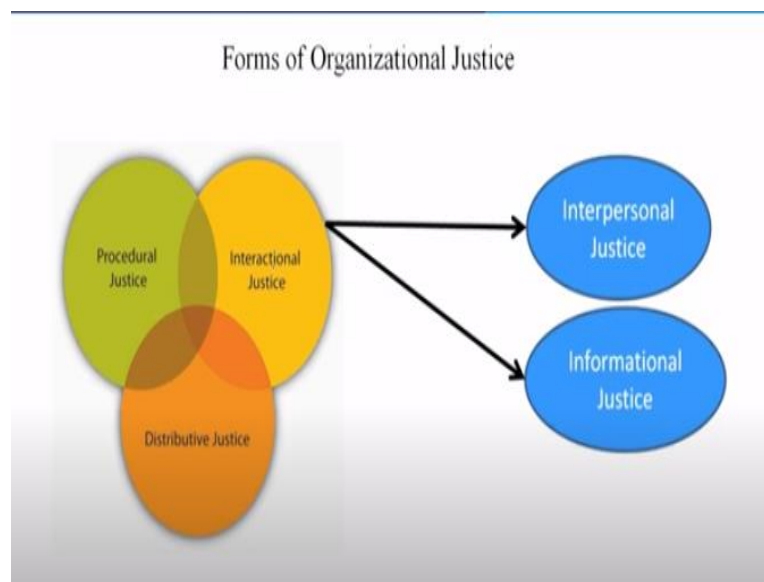 Forms of Organizational Justice
Procedural
Justice
Interactional
Justice
Distributive Justice
Interpersonal
Justice
Informational
Justice